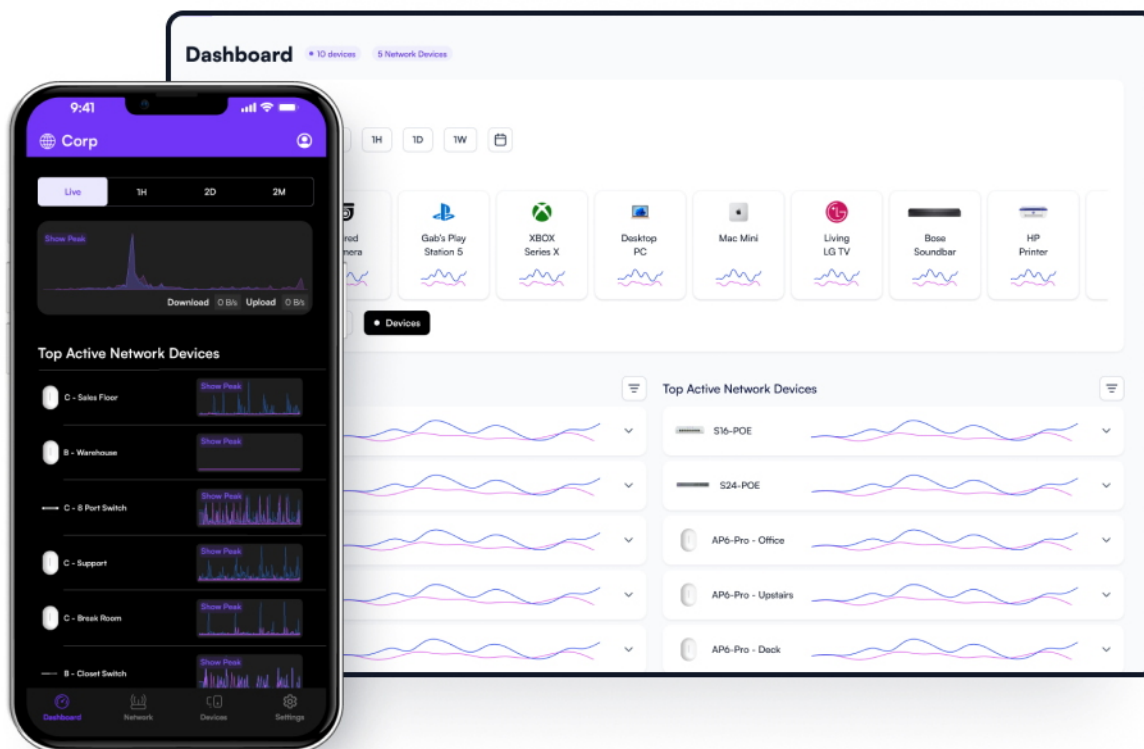 Dashboard
10 devices
5 Network Devices
1H
1D
1W
Gab's Play
Station 5
XBOX
Series X
Desktop
PC
Mac Mini
Living
LG TV
Bose
Soundbar
HP
Printer
Devices
Top Active Network Devices
S16-POE
S24-POE
AP6-Pro - Office
AP6-Pro - Upstairs
AP6-Pro - Deck
9:41
Corp
Live
1H
2D
2M
Show Peak
Download 0 B/s Upload 0 B/s
Top Active Network Devices
C - Sales Floor
Show Peak
B - Warehouse
Show Peak
C - 8 Port Switch
Show Peak
C - Support
Show Peak
C - Break Room
Show Peak
B - Closet Switch
Show Peak
Dashboard
Network
Devices
Settings